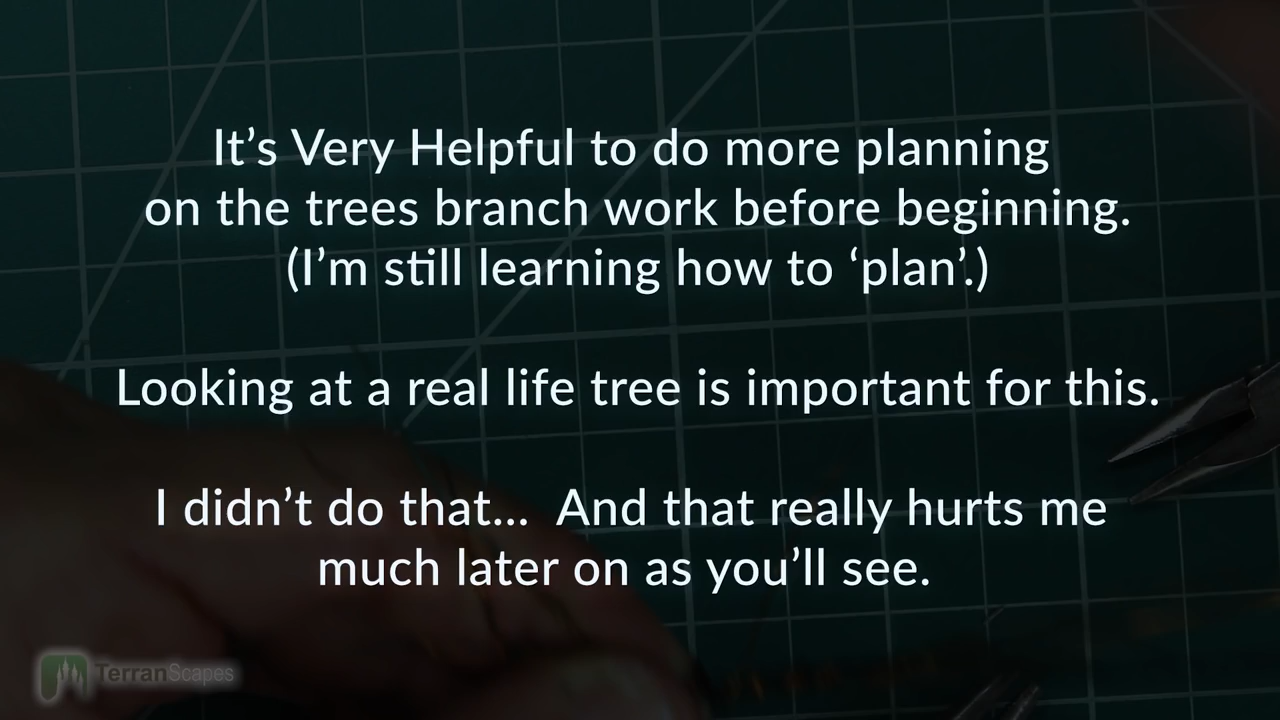 It’s Very Helpful to do more planning
on the trees branch work before beginning.
(I’m still learning how to ‘plan’.)
Looking at a real life tree is important for this.
I didn’t do that... And that really hurts me
much later on as you’ll see.
TerranScapes